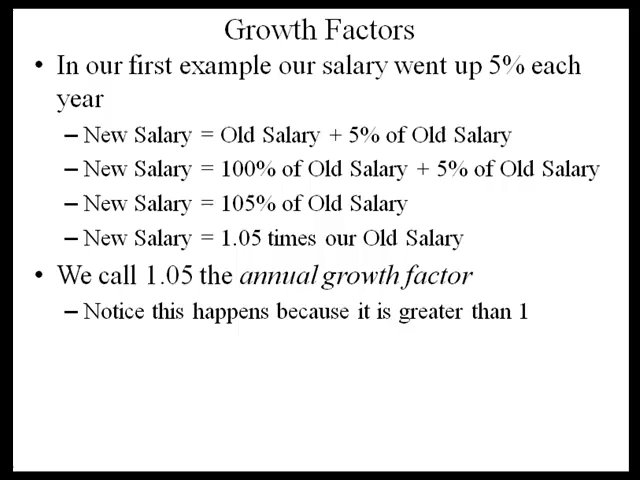 Growth Factors
• In our first example our salary went up 5% each
year
– New Salary = Old Salary + 5% of Old Salary
– New Salary = 100% of Old Salary + 5% of Old Salary
– New Salary = 105% of Old Salary
– New Salary = 1.05 times our Old Salary
• We call 1.05 the annual growth factor
– Notice this happens because it is greater than 1